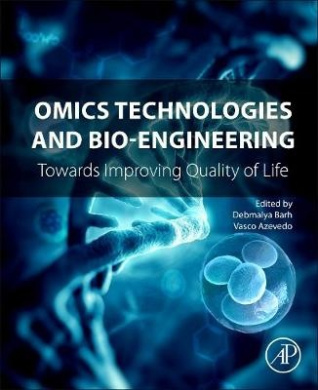 OMICS TECHNOLOGIES
AND BIO-ENGINEERING
Towards Improving Quality of Life
Edited by
Debmalya Barh
Vasco Azevedo
AP